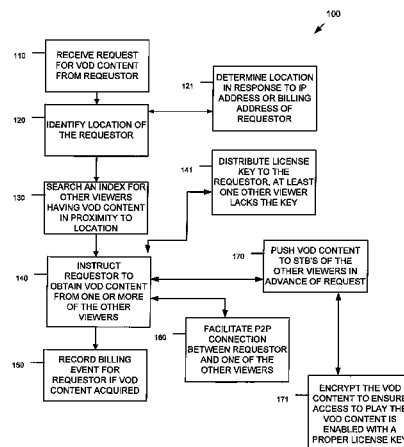 100
110
RECEIVE REQUEST
FOR VOD CONTENT
FROM REQEUSTOR
121
DETERMINE LOCATION
IN RESPONSE TO IP
ADDRESS OR BILLING
ADDRESS OF
REQUESTOR
120
IDENTIFY LOCATION
OF THE REQUESTOR
141
DISTRIBUTE LICENSE
KEY TO THE
REQUESTOR, AT LEAST
ONE OTHER VIEWER
LACKS THE KEY
130
SEARCH AN INDEX FOR
OTHER VIEWERS
HAVING VOD CONTENT
IN PROXIMITY TO
LOCATION
170
PUSH VOD CONTENT
TO STB'S OF THE
OTHER VIEWERS IN
ADVANCE OF REQUEST
140
INSTRUCT
REQUESTOR TO
OBTAIN VOD CONTENT
FROM ONE OR MORE
OF THE OTHER
VIEWERS
160
FACILITATE P2P
CONNECTION
BETWEEN REQUESTOR
AND ONE OF THE
OTHER VIEWERS
150
RECORD BILLING
EVENT FOR
REQUESTOR IF VOD
CONTENT ACQUIRED
171
ENCRYPT THE VOD
CONTENT TO ENSURE
ACCESS TO PLAY THE
VOD CONTENT IS
ENABLED WITH A
PROPER LICENSE KEY